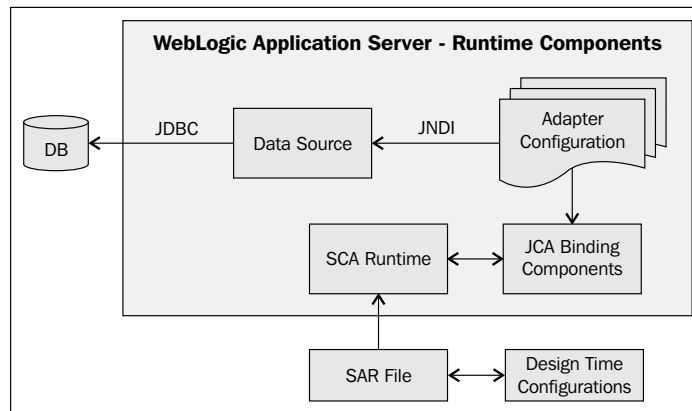 WebLogic Application Server - Runtime Components
JDBC
JNDI
DB
Data Source
Adapter
Configuration
SCA Runtime
JCA Binding
Components
SAR File
Design Time
Configurations